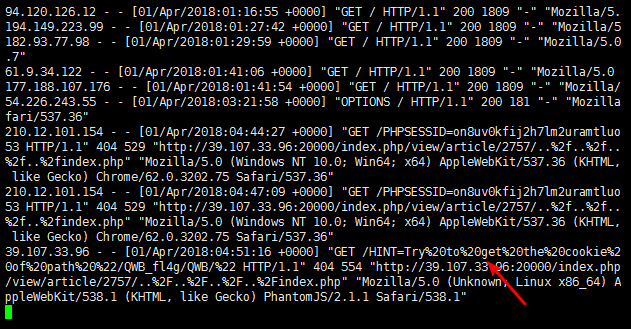 94.120.126.12 - - [01/Apr/2018:01:16:55 +0000] "GET / HTTP/1.1" 200 1809 "-" "Mozilla/5.
194.149.223.99 - - [01/Apr/2018:01:27:42 +0000] "GET / HTTP/1.1" 200 1809 "-" "Mozilla/5
182.93.77.98 - - [01/Apr/2018:01:29:59 +0000] "GET / HTTP/1.1" 200 1809 "-" "Mozilla/5.0
.7"
61.9.34.122 - - [01/Apr/2018:01:41:06 +0000] "GET / HTTP/1.1" 200 1809 "-" "Mozilla/5.0
177.188.107.176 - - [01/Apr/2018:01:41:54 +0000] "GET / HTTP/1.1" 200 1809 "-" "Mozilla/
54.226.243.55 - - [01/Apr/2018:03:21:58 +0000] "OPTIONS / HTTP/1.1" 200 181 "-" "Mozilla
fari/537.36"
210.12.101.154 - - [01/Apr/2018:04:44:27 +0000] "GET /PHPSESSID=on8uv0kfij2h7lm2uramtluo
53 HTTP/1.1" 404 529 "http://39.107.33.96:20000/index.php/view/article/2757/..%2f..%2f..
%2f..%2findex.php" "Mozilla/5.0 (Windows NT 10.0; Win64; x64) AppleWebKit/537.36 (KHTML,
 like Gecko) Chrome/62.0.3202.75 Safari/537.36"
210.12.101.154 - - [01/Apr/2018:04:47:09 +0000] "GET /PHPSESSID=on8uv0kfij2h7lm2uramtluo
53 HTTP/1.1" 404 529 "http://39.107.33.96:20000/index.php/view/article/2757/..%2f..%2f..
%2f..%2findex.php" "Mozilla/5.0 (Windows NT 10.0; Win64; x64) AppleWebKit/537.36 (KHTML,
 like Gecko) Chrome/62.0.3202.75 Safari/537.36"
39.107.33.96 - - [01/Apr/2018:04:51:16 +0000] "GET /HINT=Try%20to%20get%20the%20cookie%2
0of%20path%20%22/QWB_fl4g/QWB/%22 HTTP/1.1" 404 554 "http://39.107.33.96:20000/index.php
/view/article/2757/..%2F..%2F..%2F..%2Findex.php" "Mozilla/5.0 (Unknown; Linux x86_64) A
ppleWebKit/538.1 (KHTML, like Gecko) PhantomJS/2.1.1 Safari/538.1"